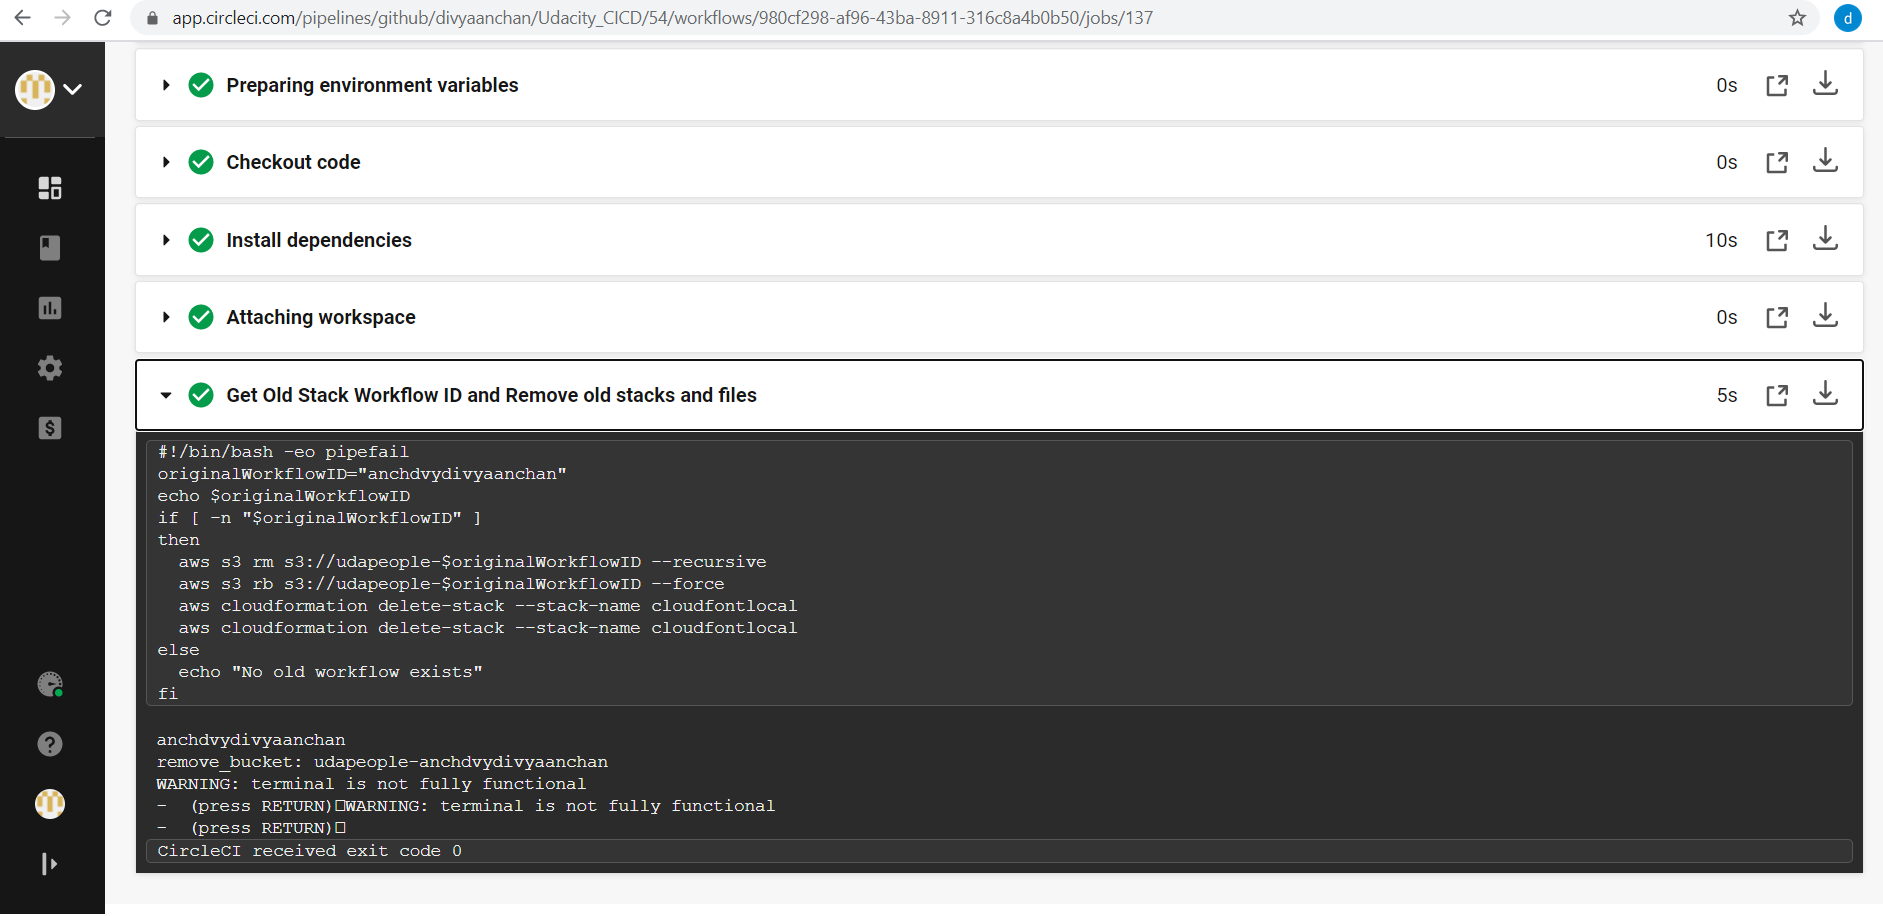 app.circleci.com/pipelines/github/divyaanchan/Udacity_CICD/54/workflows/980cf298-af96-43ba-8911-316c8a4b0b50/jobs/137
d
Preparing environment variables 0s
Checkout code 0s
Install dependencies 10s
Attaching workspace 0s
Get Old Stack Workflow ID and Remove old stacks and files 5s
#!/bin/bash -eo pipefail
originalWorkflowID="anchdvydivyaanchan"
echo $originalWorkflowID
if [ -n "$originalWorkflowID" ]
then
  aws s3 rm s3://udapeople-$originalWorkflowID --recursive
  aws s3 rb s3://udapeople-$originalWorkflowID --force
  aws cloudformation delete-stack --stack-name cloudfontlocal
  aws cloudformation delete-stack --stack-name cloudfontlocal
else
  echo "No old workflow exists"
fi
anchdvydivyaanchan
remove_bucket: udapeople-anchdvydivyaanchan
WARNING: terminal is not fully functional
-  (press RETURN)□WARNING: terminal is not fully functional
-  (press RETURN)□
CircleCI received exit code 0